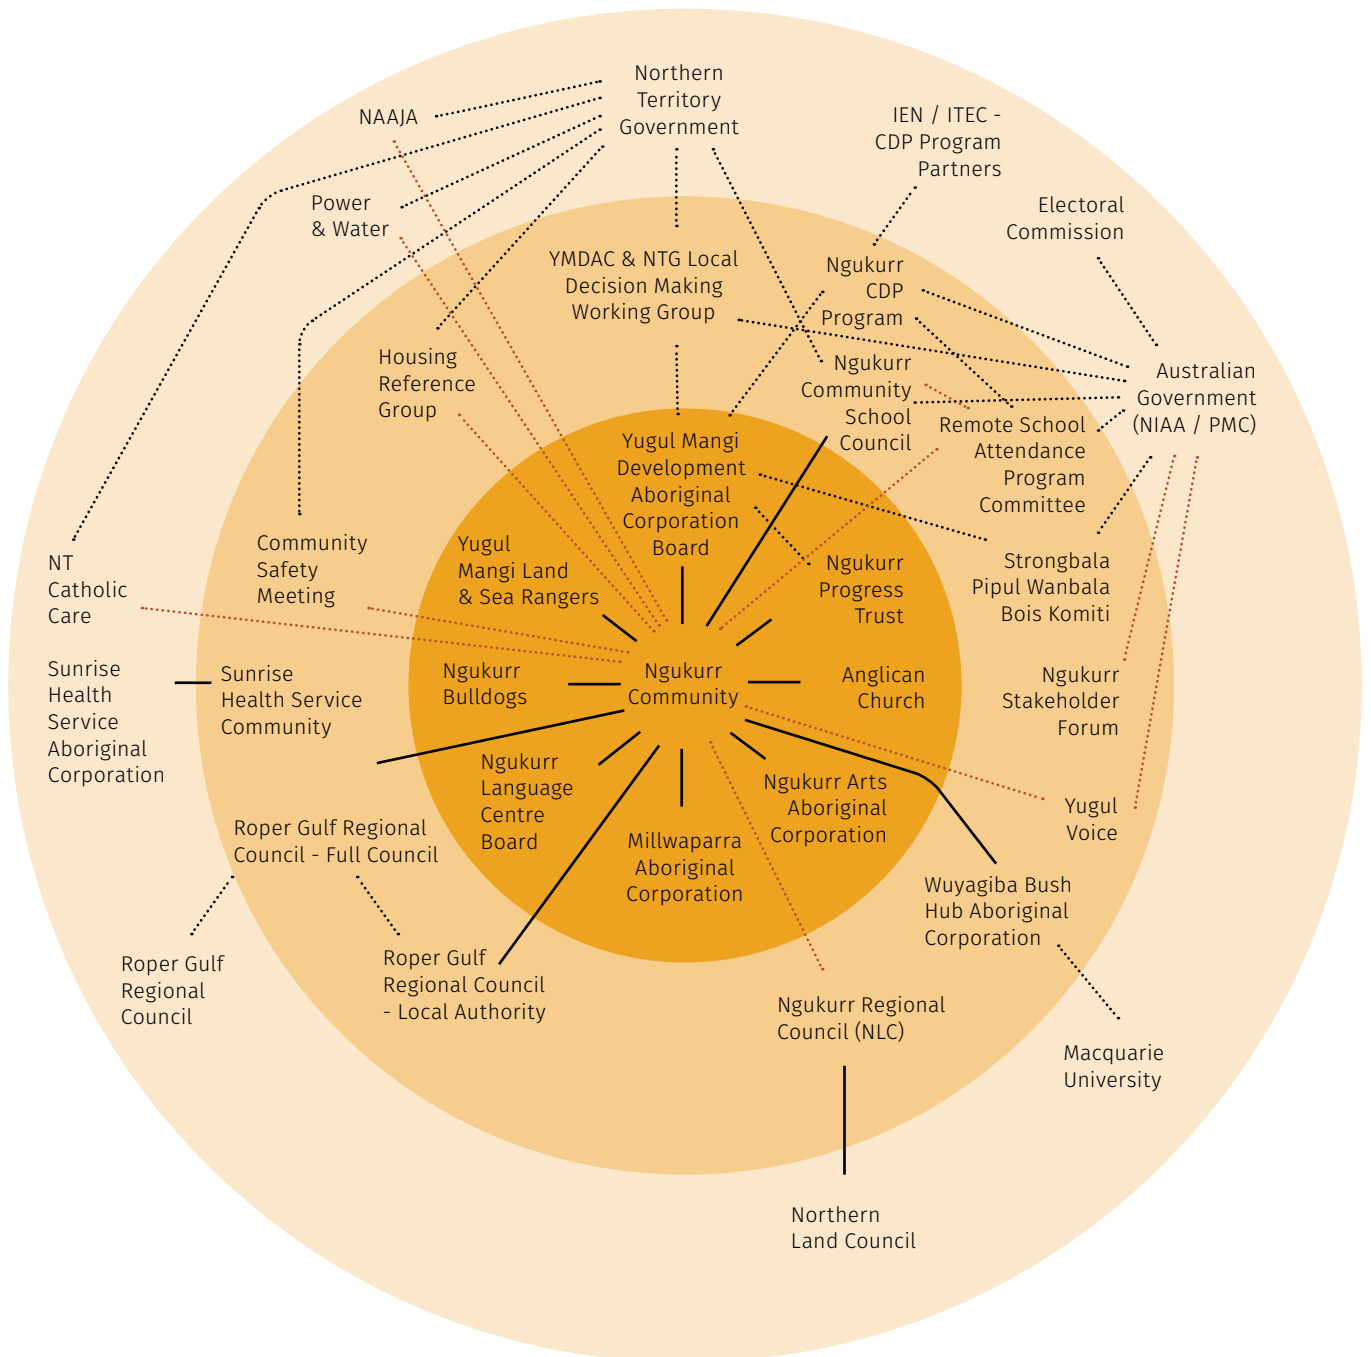 Northern
Territory
Government
NAAJA
IEN / ITEC -
CDP Program
Partners
Power
& Water
Electoral
Commission
YMDAC & NTG Local
Decision Making
Working Group
Ngukurr
CDP
Program
Housing
Reference
Group
Ngukurr
Community
School
Council
Australian
Government
(NIAA / PMC)
Remote School
Attendance
Program
Committee
Yugul Mangi
Development
Aboriginal
Corporation
Board
NT
Catholic
Care
Community
Safety
Meeting
Yugul
Mangi Land
& Sea Rangers
Ngukurr
Progress
Trust
Strongbala
Pipul Wanbala
Bois Komiti
Sunrise
Health
Service
Aboriginal
Corporation
Sunrise
Health Service
Community
Ngukurr
Bulldogs
Ngukurr
Community
Anglican
Church
Ngukurr
Stakeholder
Forum
Ngukurr
Language
Centre
Board
Ngukurr Arts
Aboriginal
Corporation
Yugul
Voice
Roper Gulf Regional
Council - Full Council
Millwaparra
Aboriginal
Corporation
Wuyagiba Bush
Hub Aboriginal
Corporation
Roper Gulf
Regional
Council
Roper Gulf
Regional Council
- Local Authority
Ngukurr Regional
Council (NLC)
Macquarie
University
Northern
Land Council